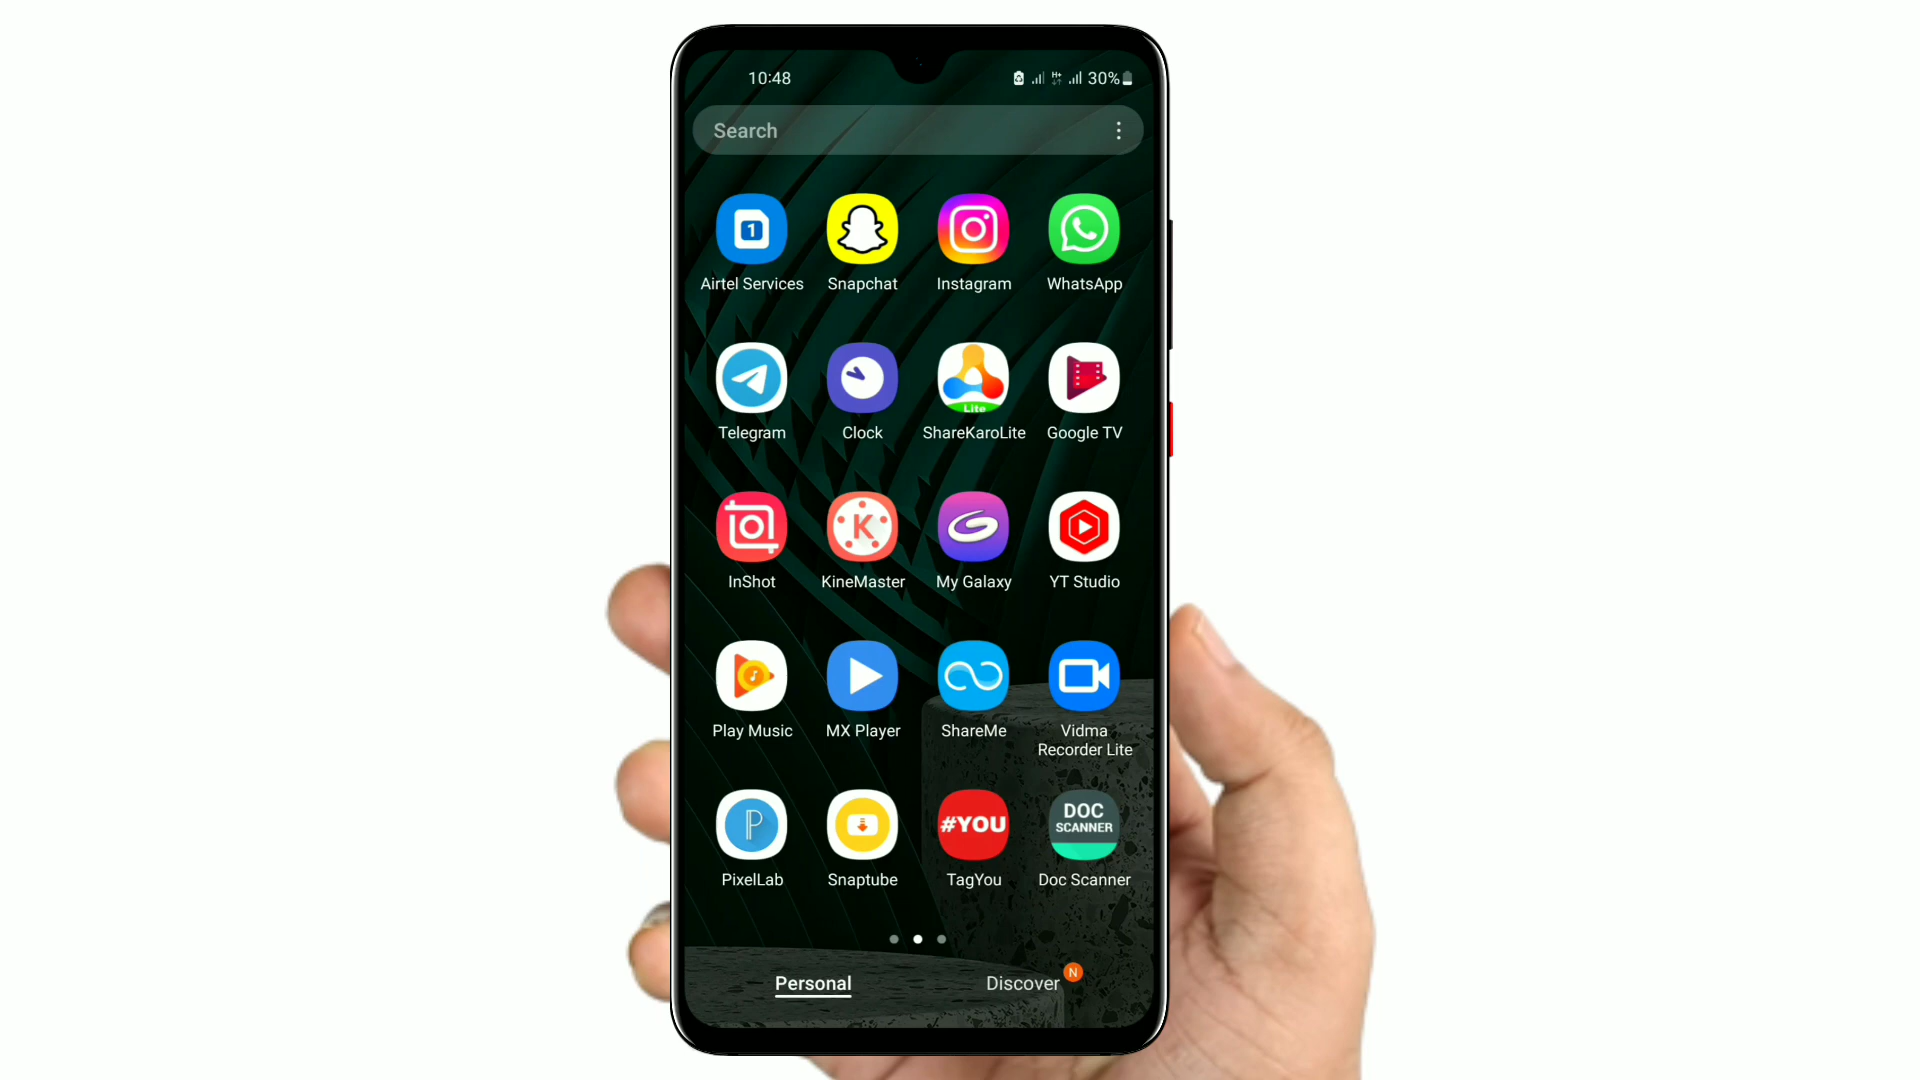 10:48 H+ 30%
Search
1
Airtel Services Snapchat Instagram WhatsApp
Lite
Telegram Clock ShareKaroLite Google TV
K
InShot KineMaster My Galaxy YT Studio
Play Music MX Player ShareMe Vidma
Recorder Lite
P #YOU DOC
SCANNER
PixelLab Snaptube TagYou Doc Scanner
Personal Discover N